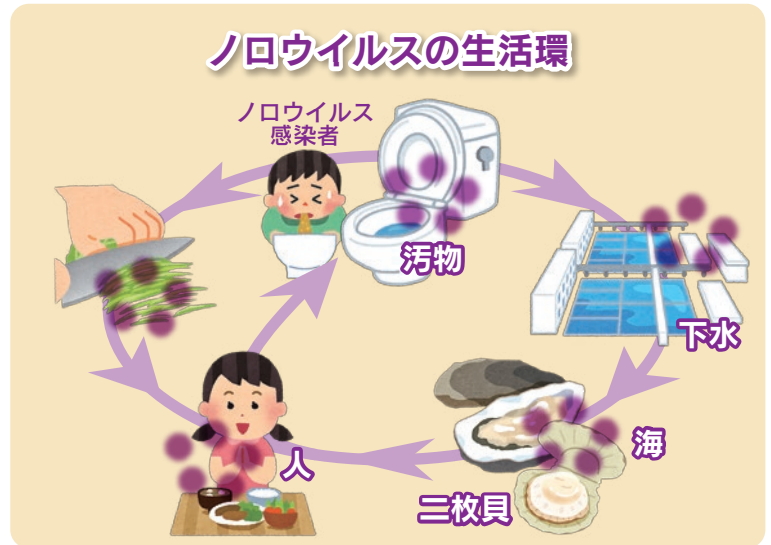 ノロウイルスの生活環
ノロウイルス
感染者
汚物
下水
海
二枚貝
人